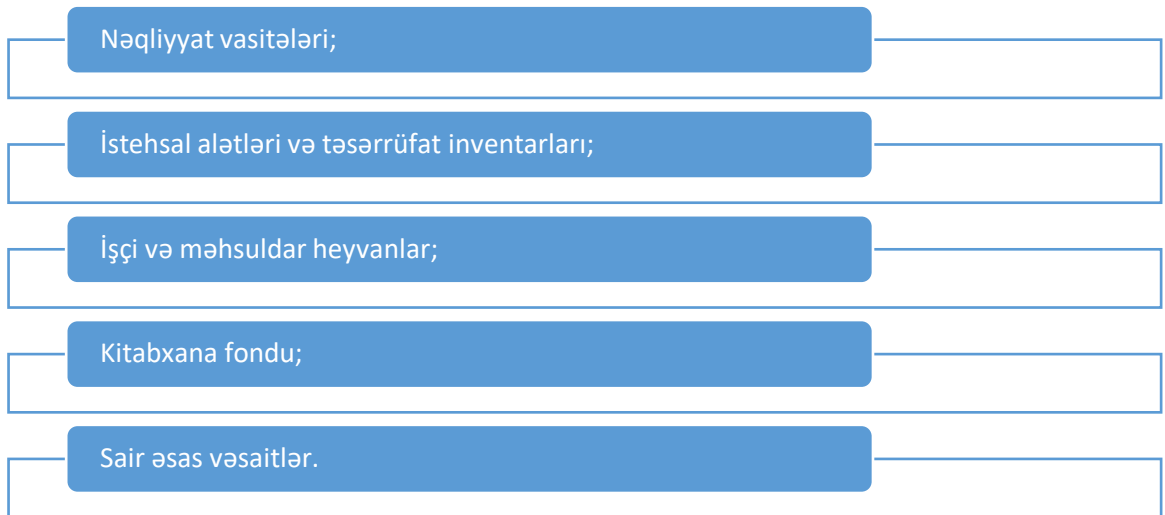 Nəqliyyat vasitələri;
İstehsal alətləri və təsərrüfat inventarları;
İşçi və məhsuldar heyvanlar;
Kitabxana fondu;
Sair əsas vəsaitlər.